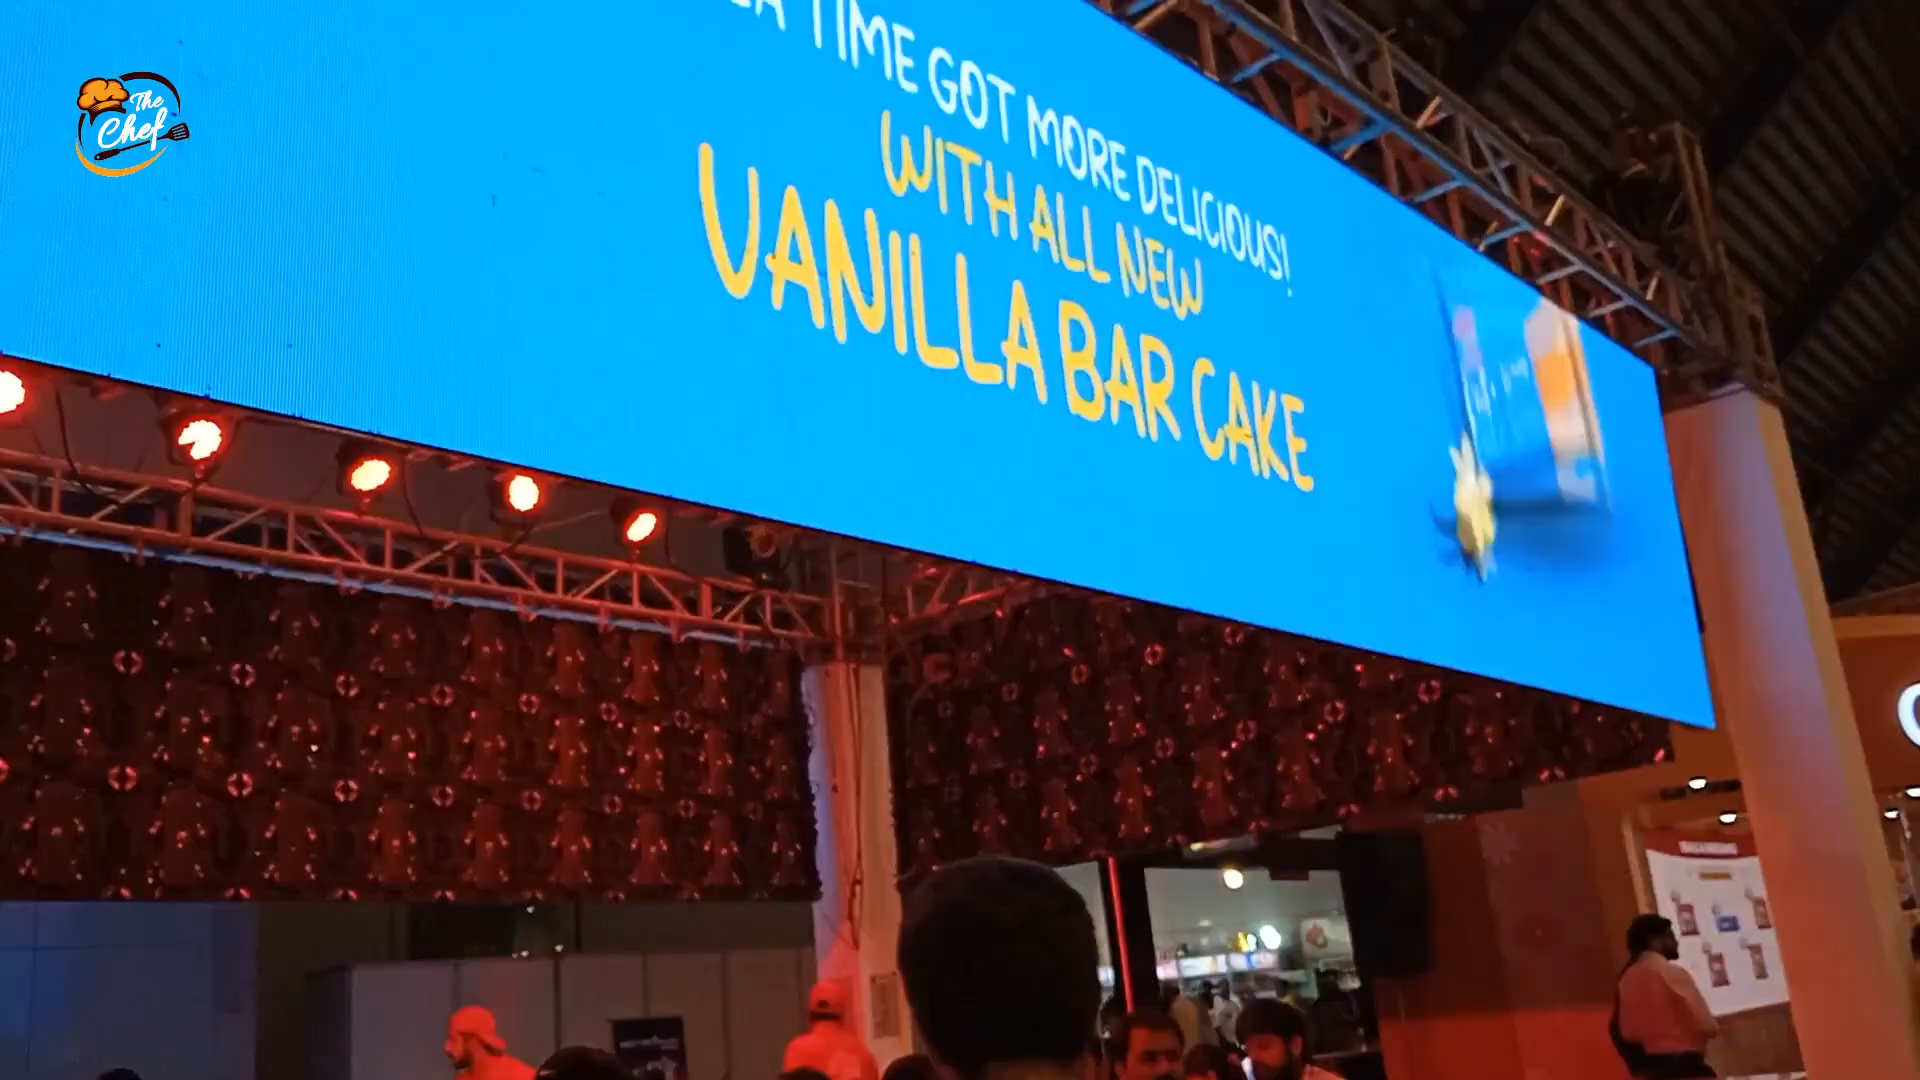 The
Chef
TIME GOT MORE DELICIOUS!
WITH ALL NEW
VANILLA BAR CAKE